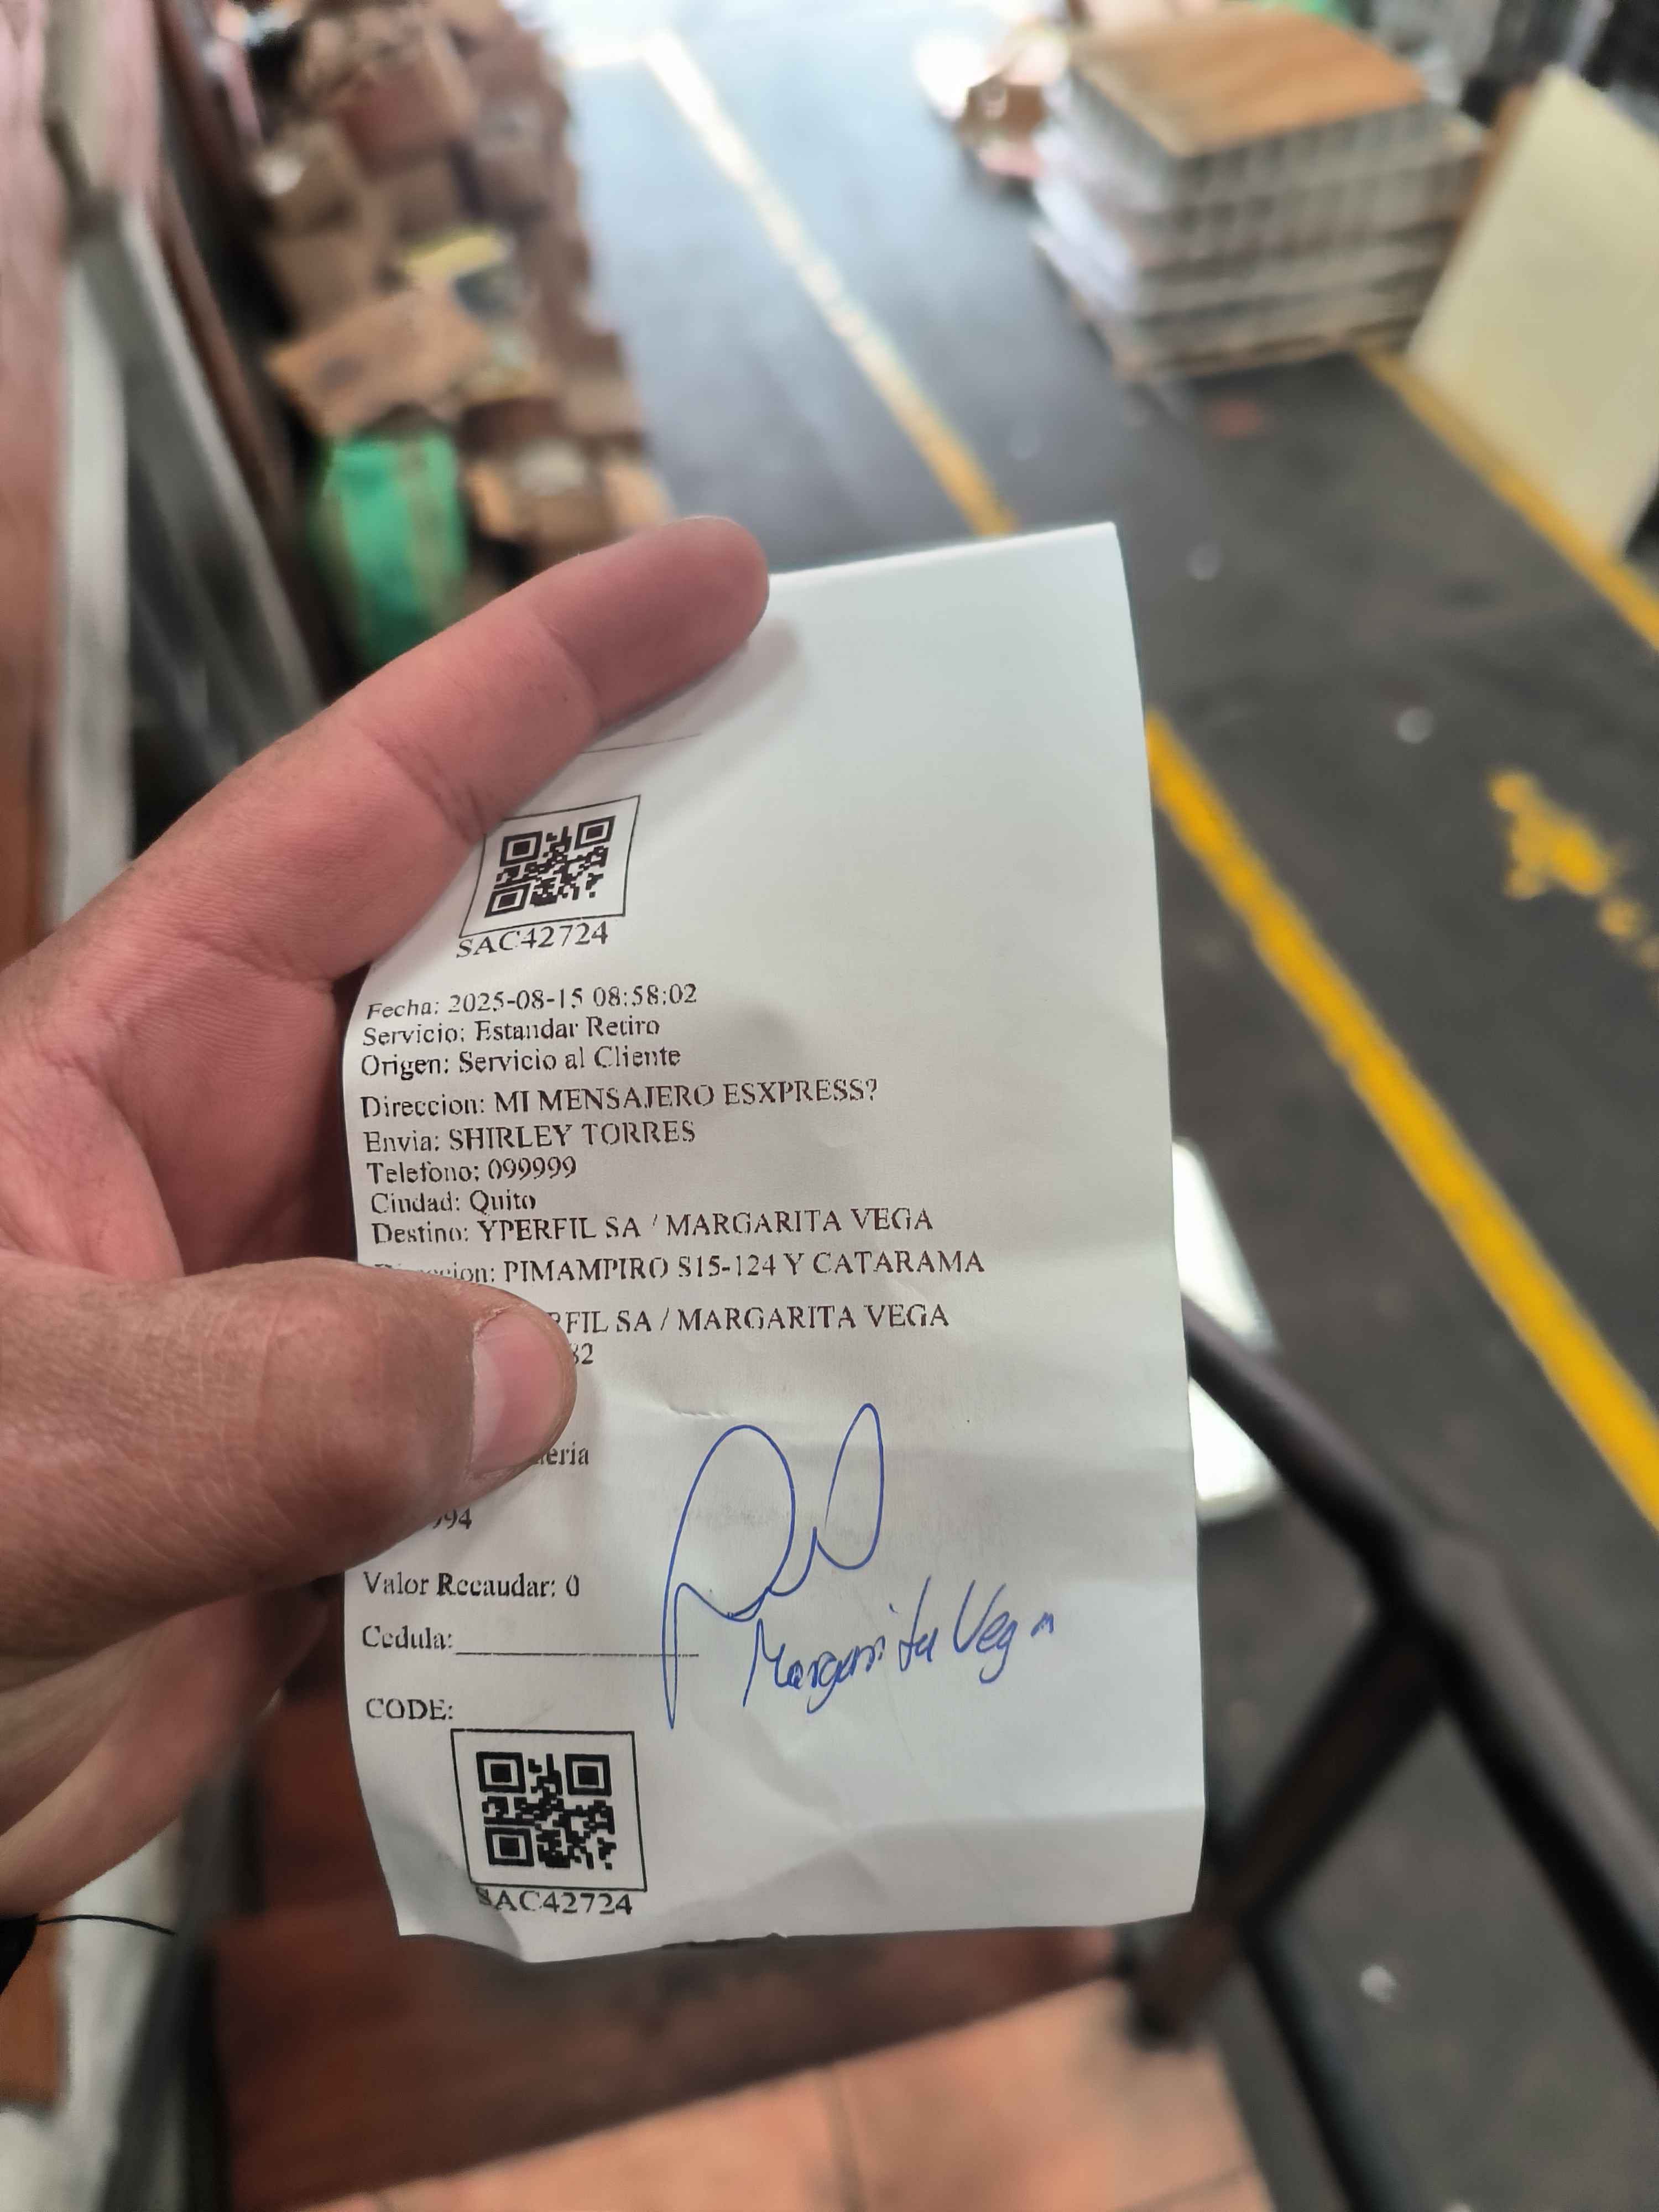 SAC42724
Fecha: 2025-08-15 08:58:02
Servicio: Estandar Retiro
Origen: Servicio al Cliente
Direccion: MI MENSAJERO ESXPRESS?
Envia: SHIRLEY TORRES
Telefono: 099999
Ciudad: Quito
Destino: YPERFIL SA / MARGARITA VEGA
PIMAMPIRO S15-124 Y CATARAMA
SA / MARGARITA VEGA
Valor Recaudar: 0
Cedula:
Margarita Vega
CODE:
SAC42724